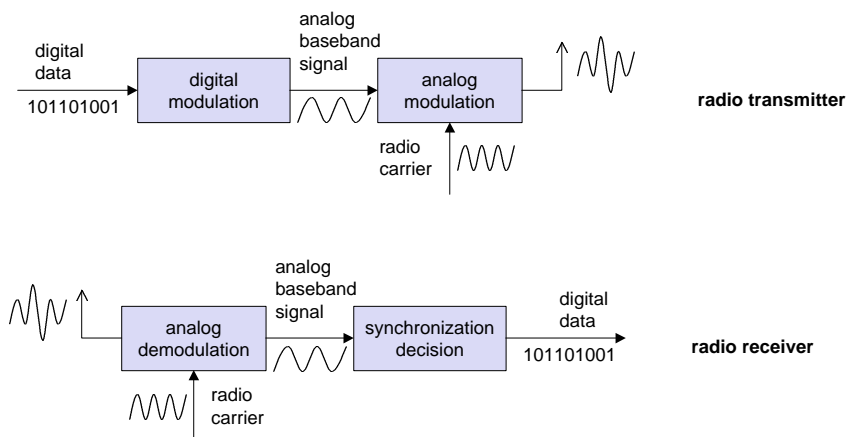 digital
data
101101001
digital
modulation
analog
baseband
signal
analog
modulation
radio
carrier
radio transmitter
analog
demodulation
radio
carrier
analog
baseband
signal
synchronization
decision
digital
data
101101001
radio receiver